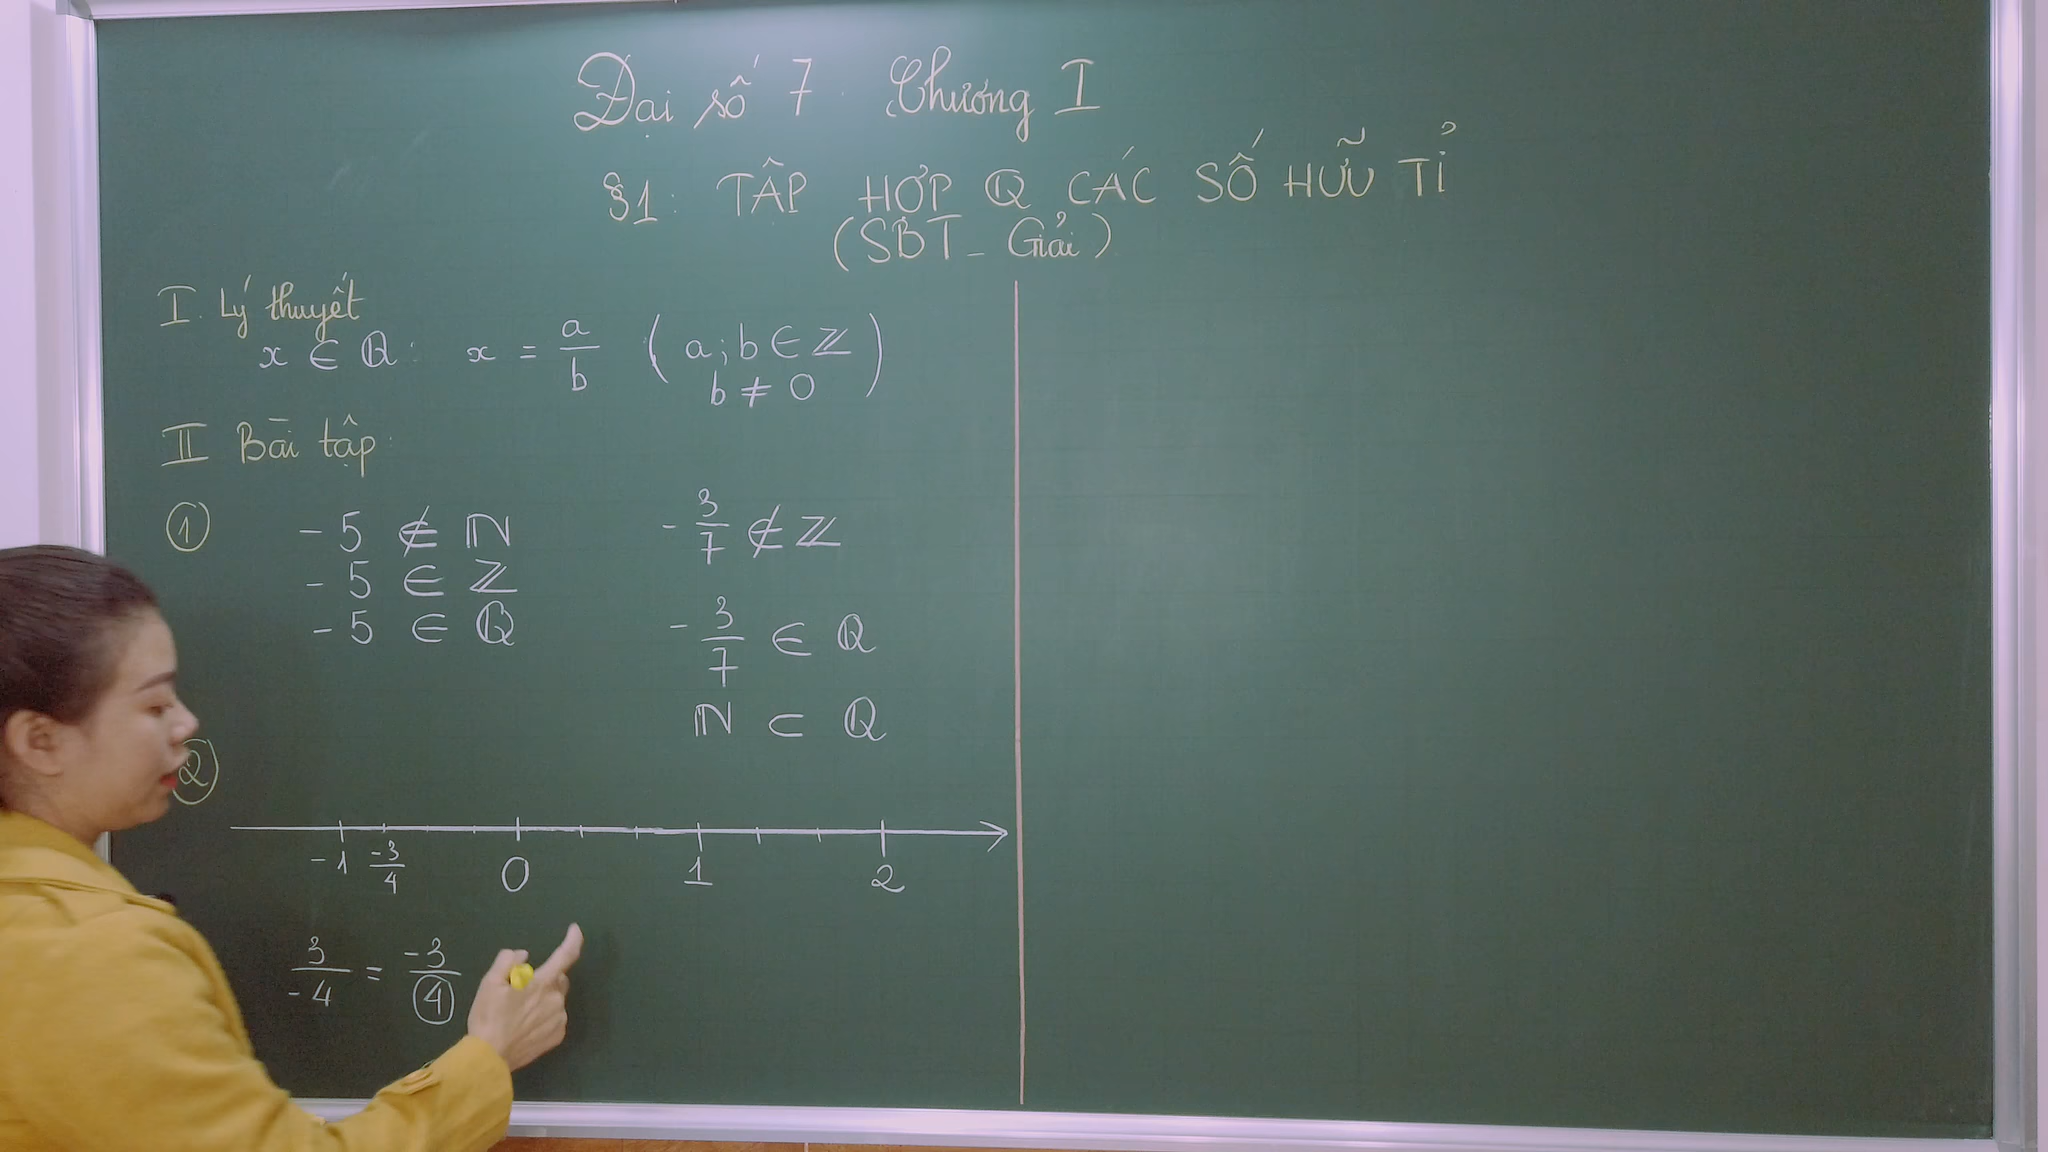 Đại số 7 Chương I
§1: TẬP HỢP Q CÁC SỐ HỮU TỈ
(SBT - Giải)
I. Lý thuyết
x ∈ ℚ: x = a/b (a; b ∈ ℤ
b ≠ 0)
II Bài tập:
①
-5 ∉ ℕ
-5 ∈ ℤ
-5 ∈ ℚ
-3/7 ∉ ℤ
-3/7 ∈ ℚ
ℕ ⊂ ℚ
②
-1 -3/4 0 1 2
3/-4 = -3/4